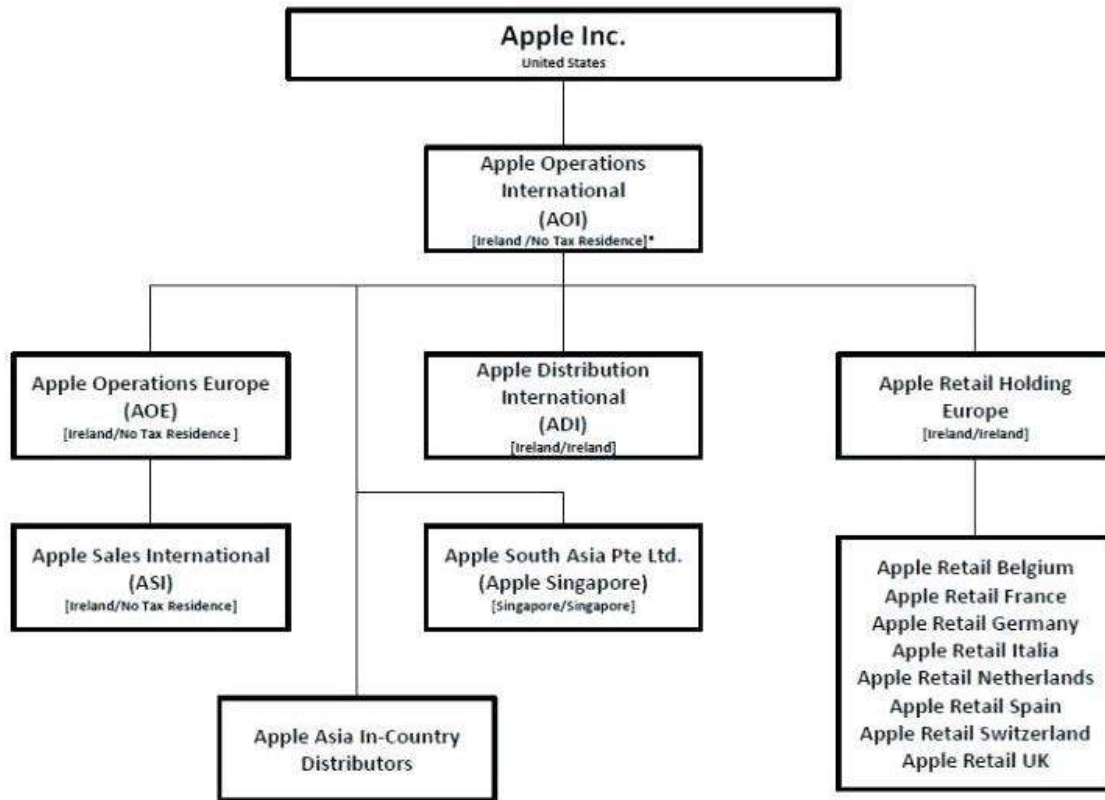 Apple Inc.
United States
Apple Operations
International
(AOI)
[Ireland /No Tax Residence]*
Apple Operations Europe
(AOE)
[Ireland/No Tax Residence ]
Apple Distribution
International
(ADI)
[Ireland/Ireland]
Apple Retail Holding
Europe
[Ireland/Ireland]
Apple Sales International
(ASI)
[Ireland/No Tax Residence]
Apple South Asia Pte Ltd.
(Apple Singapore)
[Singapore/Singapore]
Apple Retail Belgium
Apple Retail France
Apple Retail Germany
Apple Retail Italia
Apple Retail Netherlands
Apple Retail Spain
Apple Retail Switzerland
Apple Retail UK
Apple Asia In-Country
Distributors